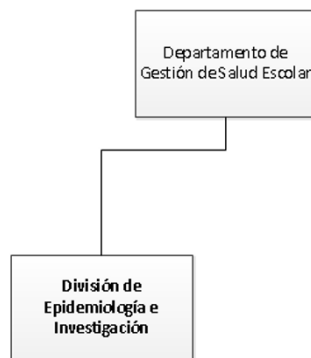 Departamento de
Gestión de Salud Escolar
División de
Epidemiología e
Investigación